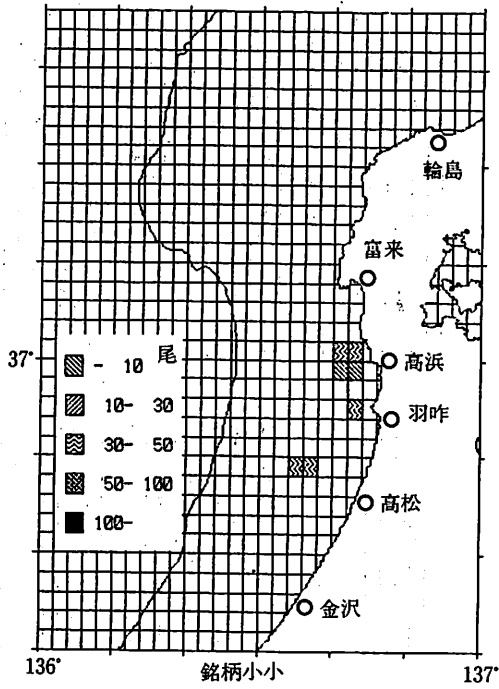 輪島
富来
37°
尾
- 10
10- 30
30- 50
50- 100
100-
高浜
羽咋
高松
金沢
136°
銘柄小小
137°